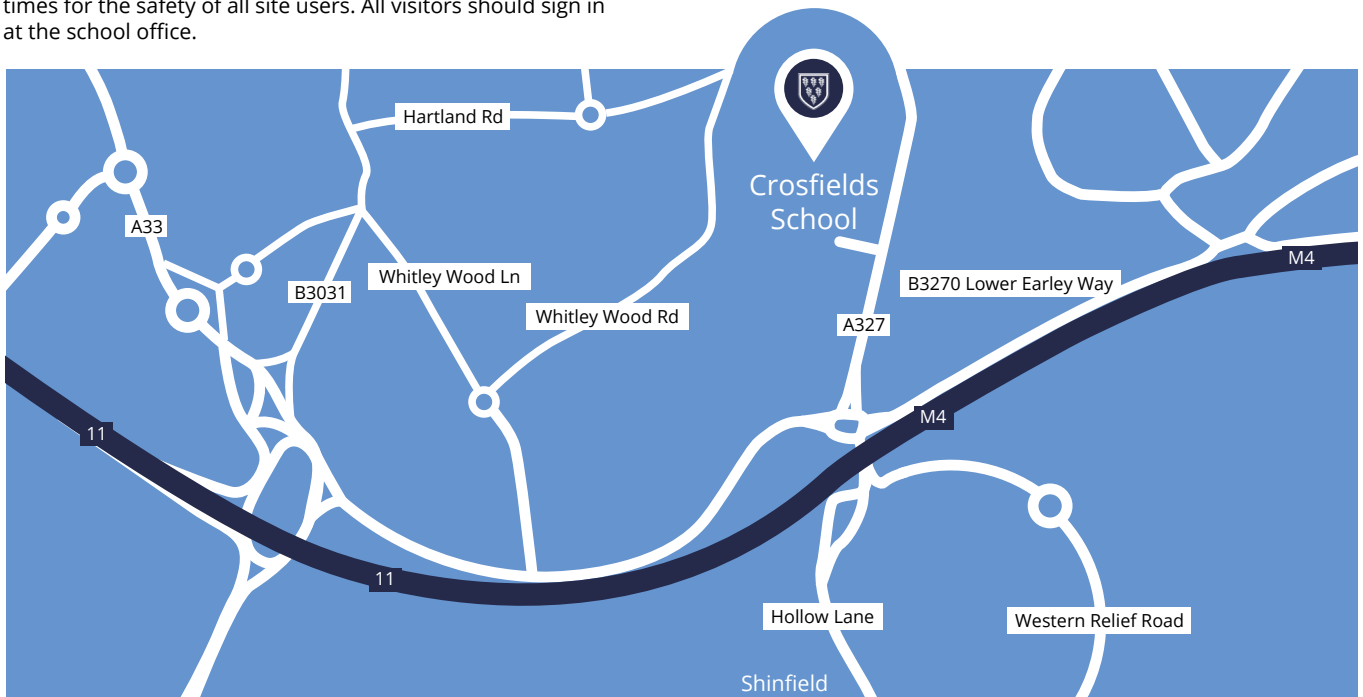 times for the safety of all site users. All visitors should sign in
at the school office.
Hartland Rd
Crosfields
School
A33
Whitley Wood Ln
B3031
Whitley Wood Rd
A327
B3270 Lower Earley Way
M4
M4
11
11
Hollow Lane
Western Relief Road
Shinfield